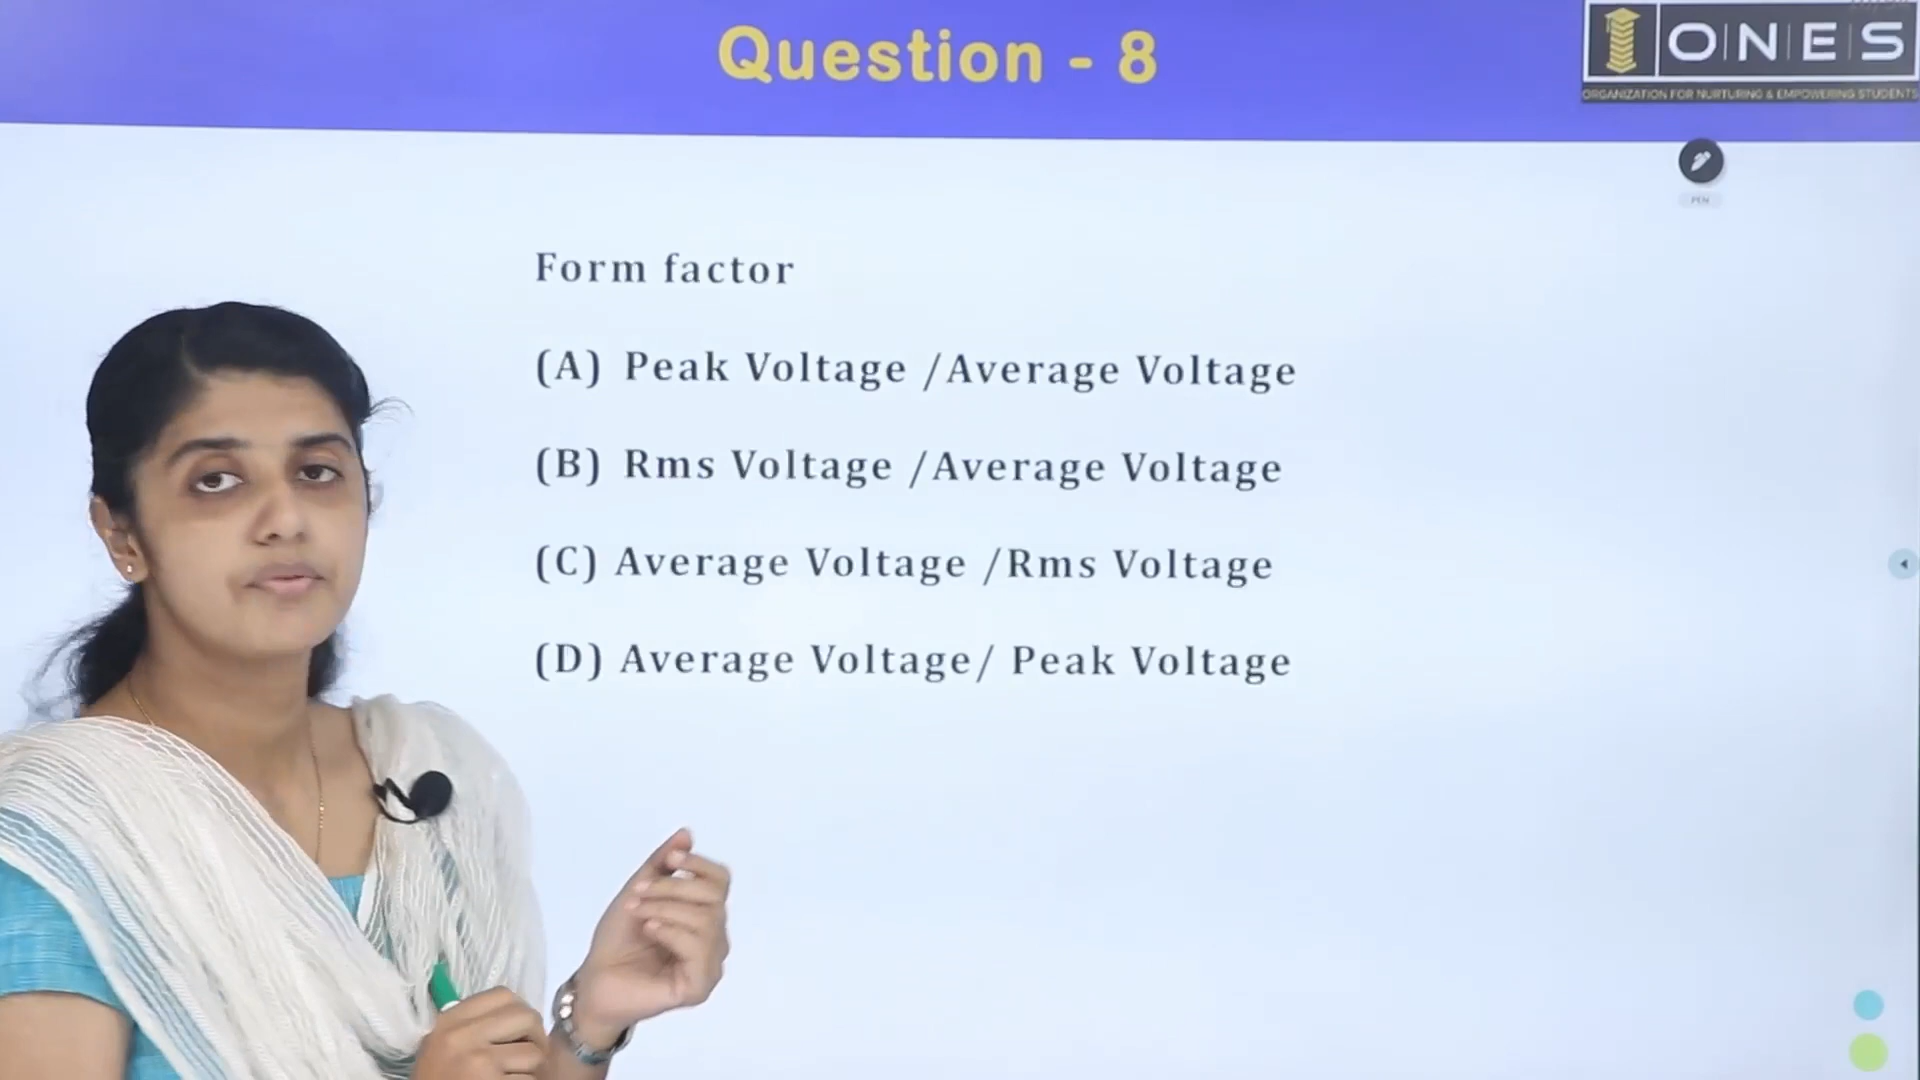 Question - 8
O|N|E|S
ORGANIZATION FOR NURTURING & EMPOWERING STUDENTS
PEN
Form factor
(A) Peak Voltage /Average Voltage
(B) Rms Voltage /Average Voltage
(C) Average Voltage /Rms Voltage
(D) Average Voltage/ Peak Voltage